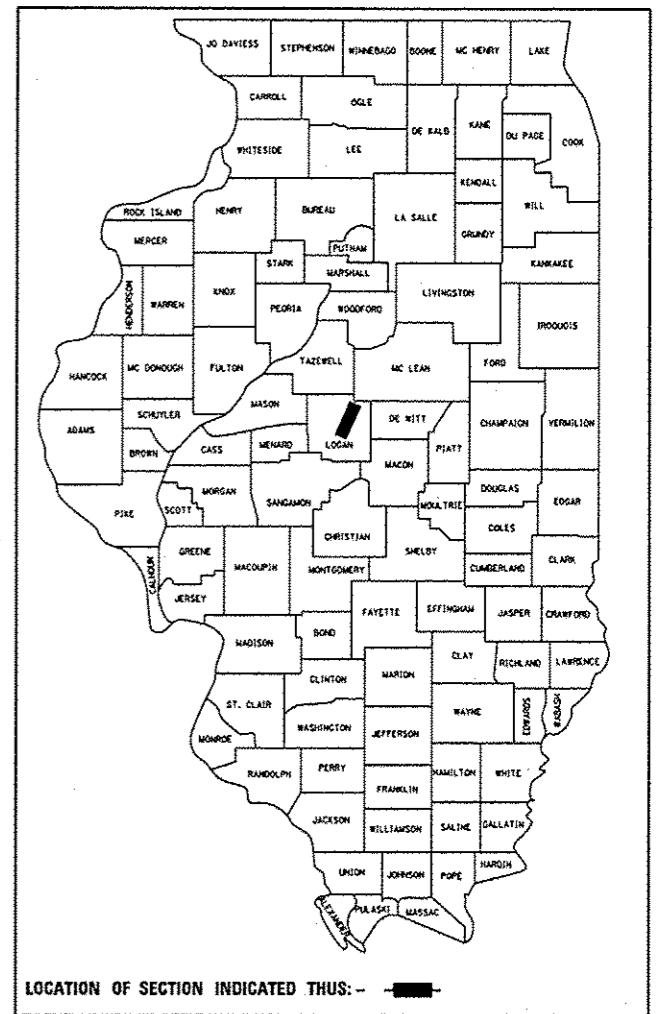 JO DAVIESS STEPHENSON WINNEBAGO BOONE MC HENRY LAKE
CARROLL OGLE DE KALB KANE DU PAGE COOK
WHITESIDE LEE
KENDALL WILL
ROCK ISLAND HENRY BUREAU LA SALLE GRUNDY
MERCER PUTNAM KANKAKEE
STARK MARSHALL
HENDERSON WARREN KNOX PEORIA WOODFORD LIVINGSTON IROQUOIS
TAZEWELL MC LEAN FORD
HANCOCK MC DONOUGH FULTON
MASON
SCHUYLER DE WITT CHAMPAIGN VERMILION
ADAMS LOGAN PIATT
BROWN CASS MENARD MACON
MORGAN DOUGLAS EDGAR
PIKE SCOTT SANGAMON MOULTRIE
CHRISTIAN COLES
GREENE SHELBY CLARK
CALHOUN MACOUPIN MONTGOMERY CUMBERLAND
JERSEY
FAYETTE EFFINGHAM JASPER CRAWFORD
MADISON BOND
CLAY RICHLAND LAWRENCE
CLINTON MARION
ST. CLAIR WAYNE EDWARDS WABASH
WASHINGTON
MONROE JEFFERSON
RANDOLPH PERRY HAMILTON WHITE
FRANKLIN
JACKSON WILLIAMSON SALINE GALLATIN
UNION JOHNSON POPE HARDIN
ALEXANDER PULASKI MASSAC
LOCATION OF SECTION INDICATED THUS: -